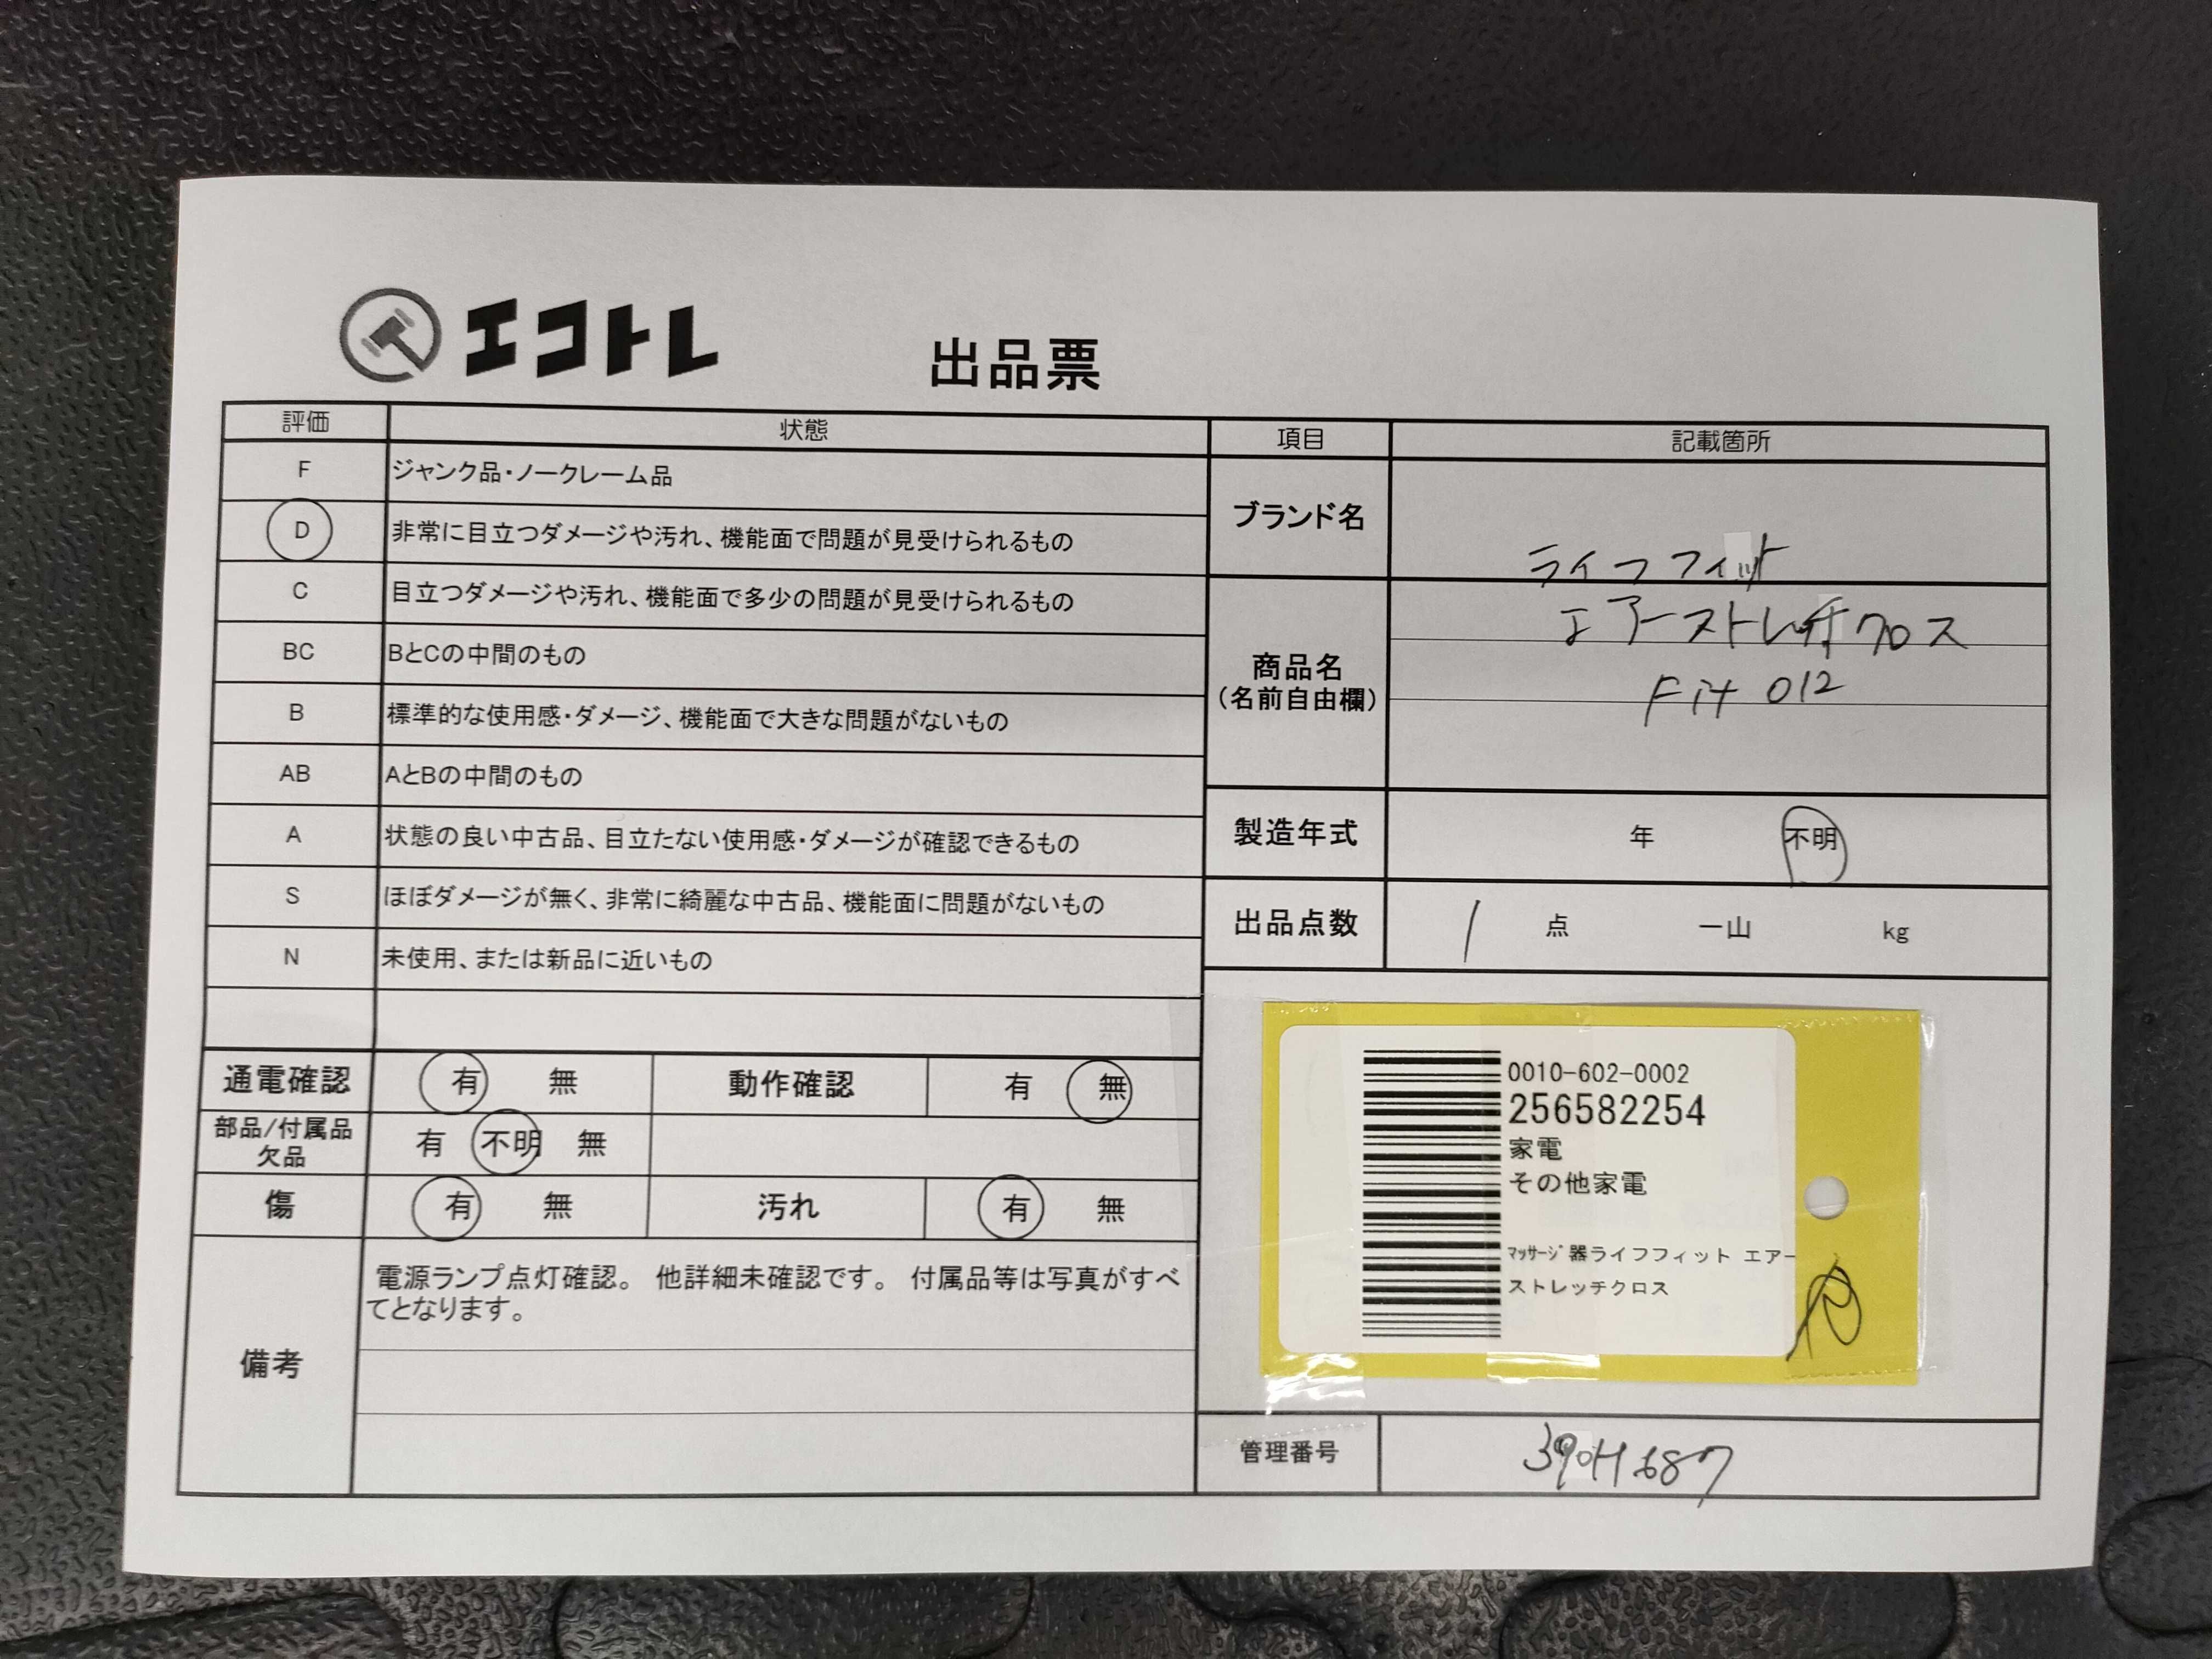 エコトレ
出品票
評価 状態
F ジャンク品・ノークレーム品
D 非常に目立つダメージや汚れ、機能面で問題が見受けられるもの
C 目立つダメージや汚れ、機能面で多少の問題が見受けられるもの
BC BとCの中間のもの
B 標準的な使用感・ダメージ、機能面で大きな問題がないもの
AB AとBの中間のもの
A 状態の良い中古品、目立たない使用感・ダメージが確認できるもの
S ほぼダメージが無く、非常に綺麗な中古品、機能面に問題がないもの
N 未使用、または新品に近いもの
通電確認 有 無 動作確認 有 無
部品/付属品
欠品
有 不明 無
傷 有 無 汚れ 有 無
備考
電源ランプ点灯確認。 他詳細未確認です。 付属品等は写真がすべ
てとなります。
項目 記載箇所
ブランド名 ライフフィット
商品名
(名前自由欄)
エアーストレッチクロス
Fit 012
製造年式 年 不明
出品点数 1 点 一山 kg
0010-602-0002
256582254
家電
その他家電
ﾏｯｻｰｼﾞ器ライフフィット エアー
ストレッチクロス
管理番号 390H687